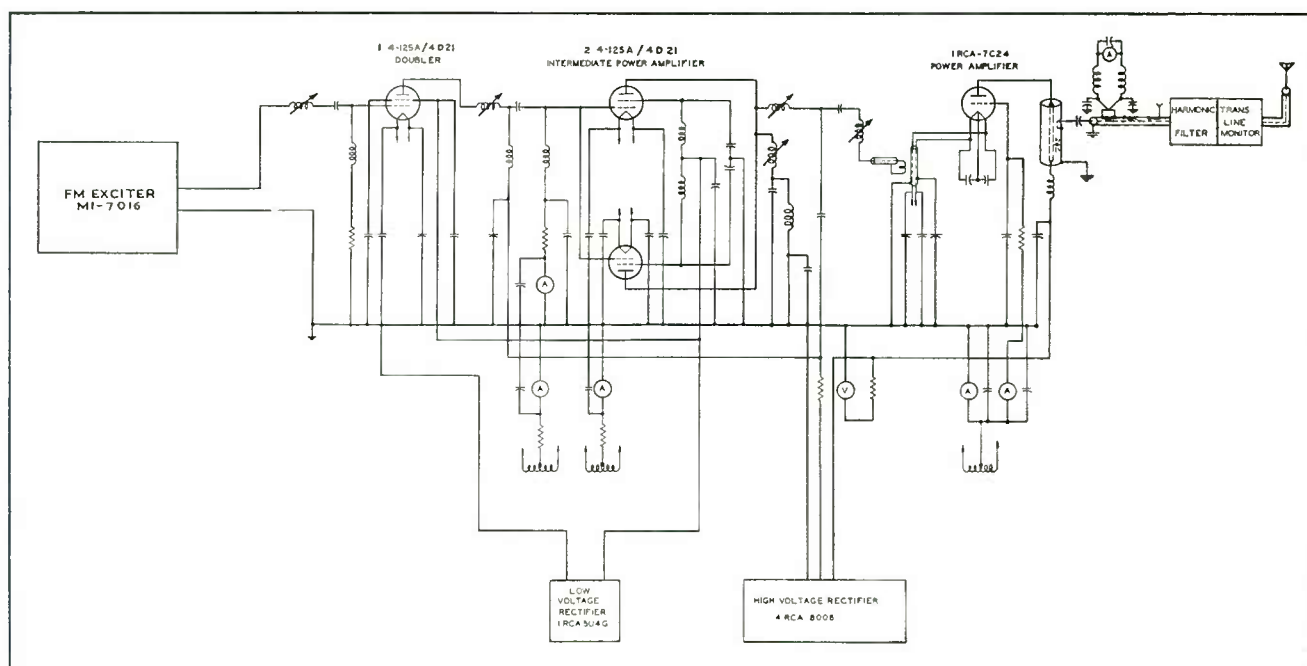 1 4-125A/4D21
DOUBLER
2 4-125A/4D21
INTERMEDIATE POWER AMPLIFIER
1 RCA-7C24
POWER AMPLIFIER
A
HARMONIC
FILTER
TRANS
LINE
MONITOR
FM EXCITER
MI-7016
A
A
A
V
A
A
LOW
VOLTAGE
RECTIFIER
1 RCA 5U4G
HIGH VOLTAGE RECTIFIER
4 RCA 8008